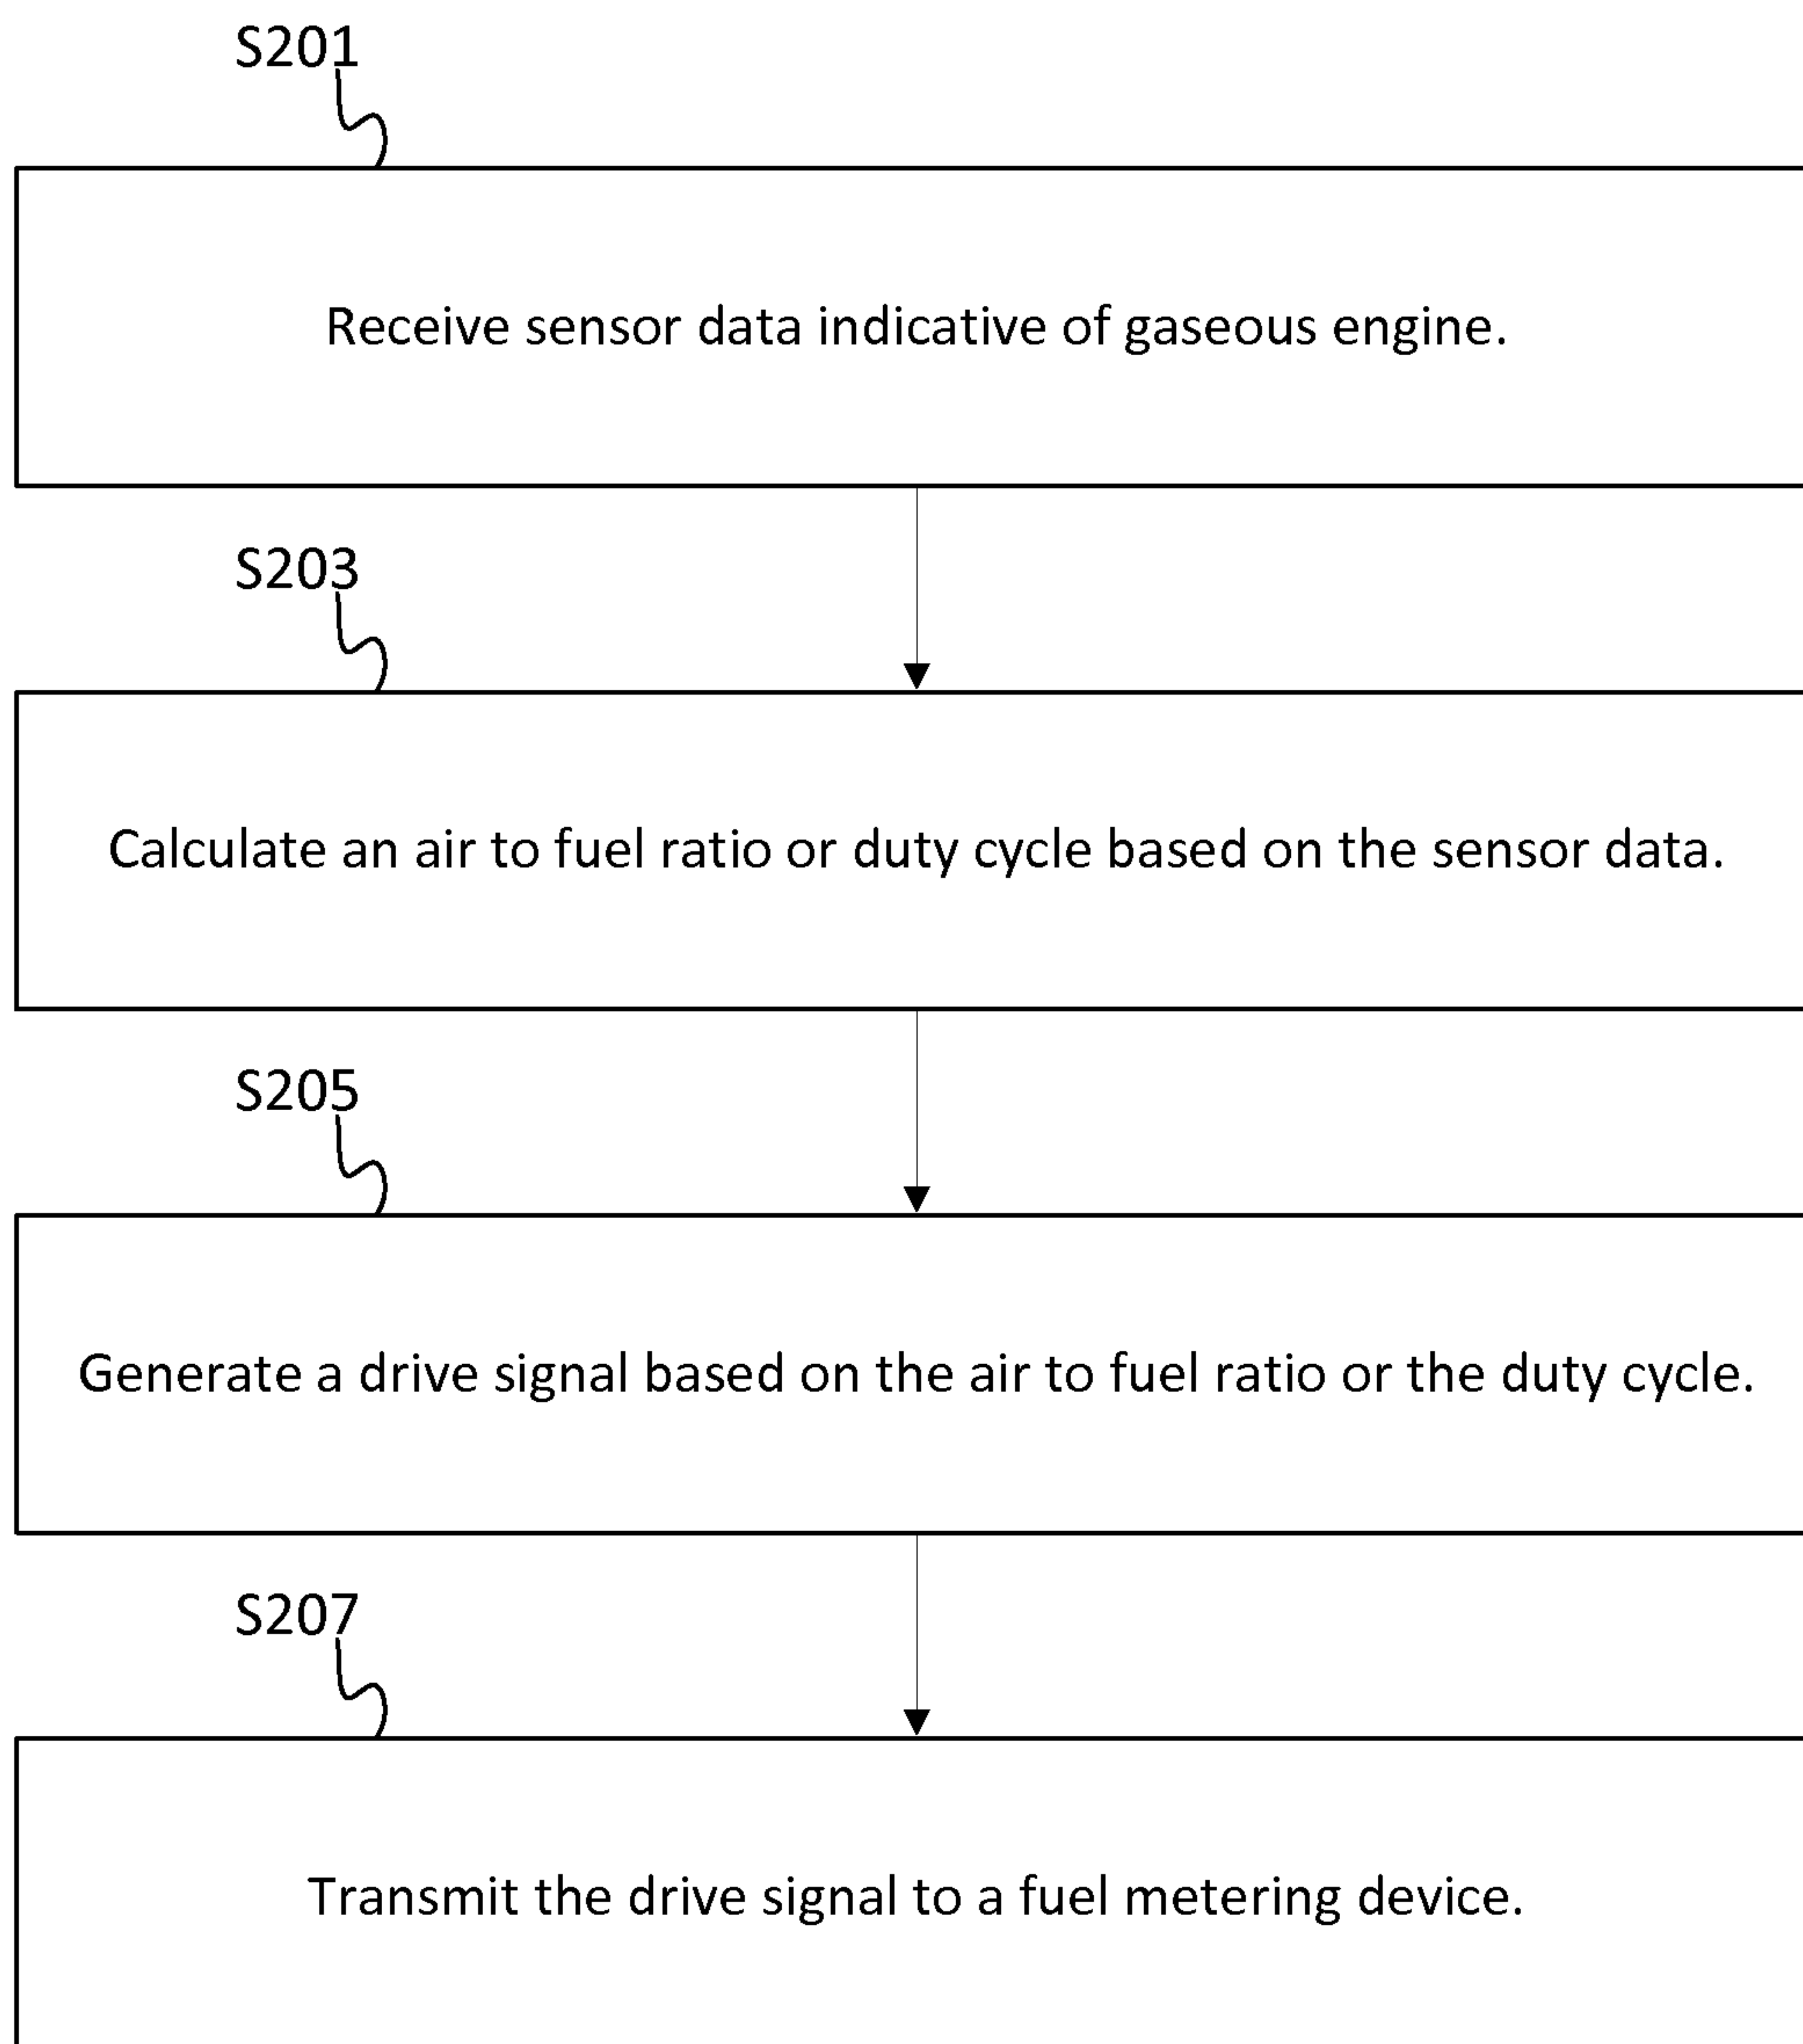 S201
Receive sensor data indicative of gaseous engine.
S203
Calculate an air to fuel ratio or duty cycle based on the sensor data.
S205
Generate a drive signal based on the air to fuel ratio or the duty cycle.
S207
Transmit the drive signal to a fuel metering device.